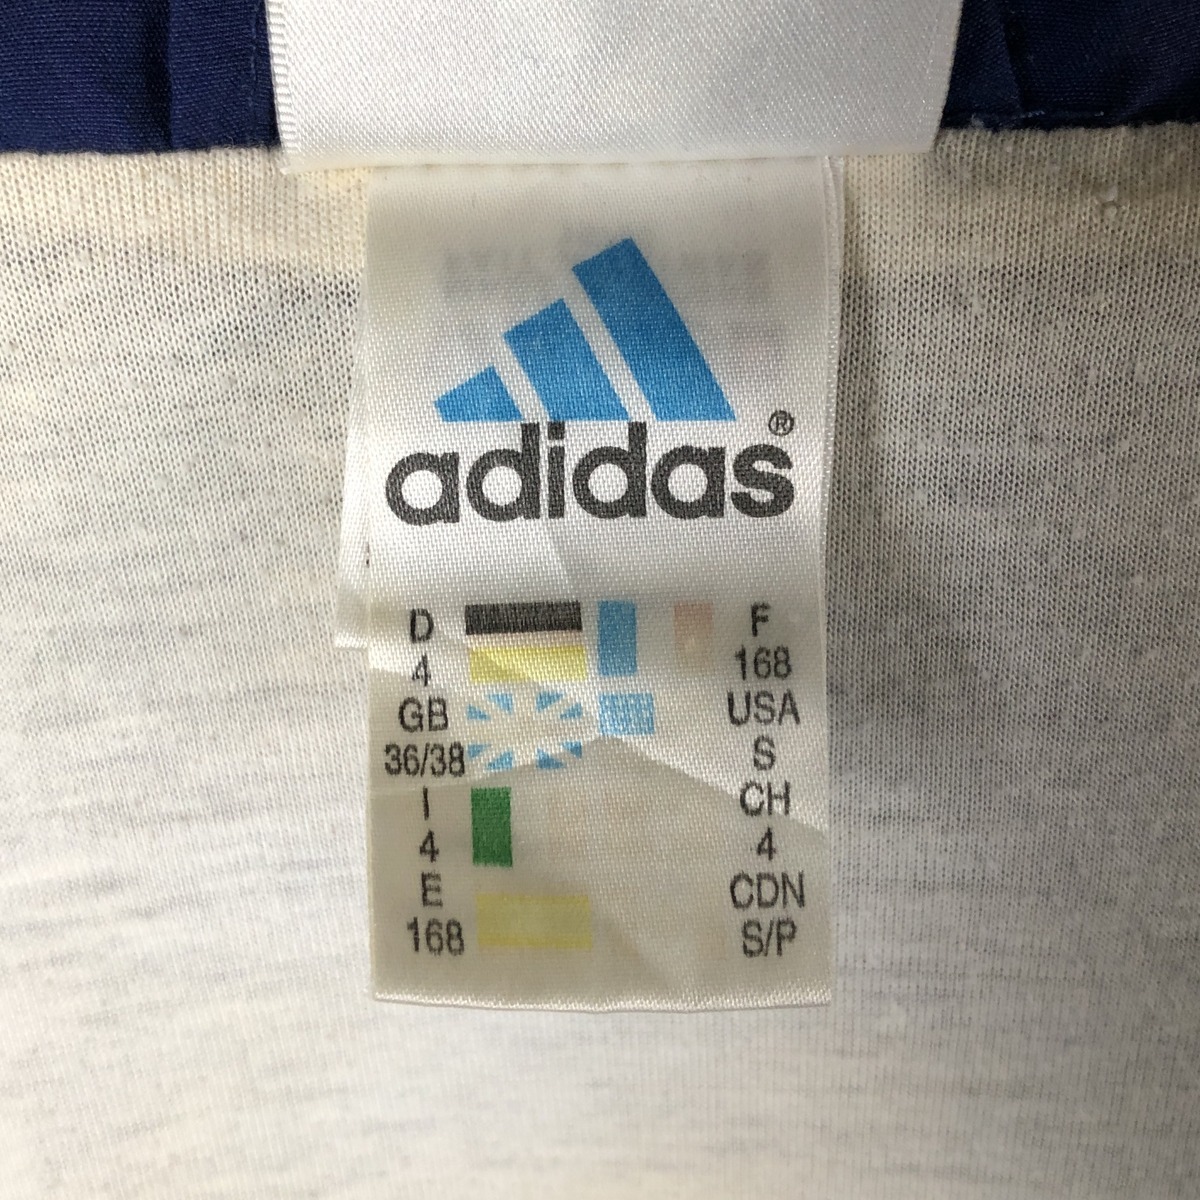 adidas®
D F
4 168
GB USA
36/38 S
I CH
4 4
E CDN
168 S/P